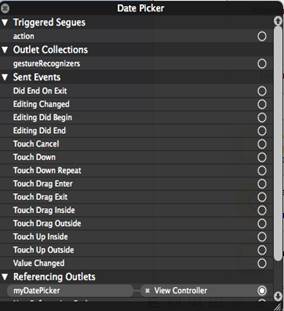 Date Picker
Triggered Segues
action
Outlet Collections
gestureRecognizers
Sent Events
Did End On Exit
Editing Changed
Editing Did Begin
Editing Did End
Touch Cancel
Touch Down
Touch Down Repeat
Touch Drag Enter
Touch Drag Exit
Touch Drag Inside
Touch Drag Outside
Touch Up Inside
Touch Up Outside
Value Changed
Referencing Outlets
myDatePicker View Controller